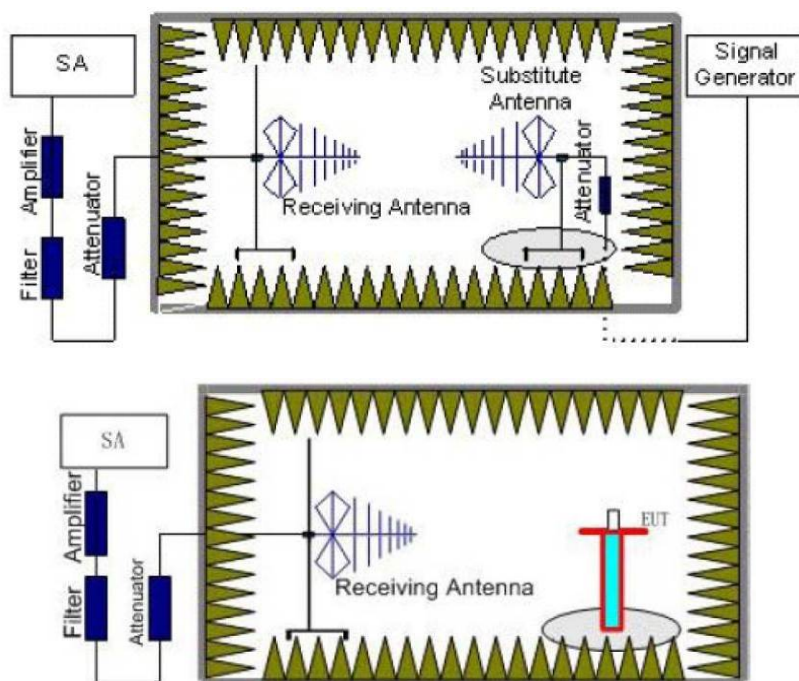 SA
Signal
Generator
Substitute
Antenna
Amplifier
Attenuator
Attenuator
Receiving Antenna
Filter
SA
Amplifier
EUT
Filter
Attenuator
Receiving Antenna